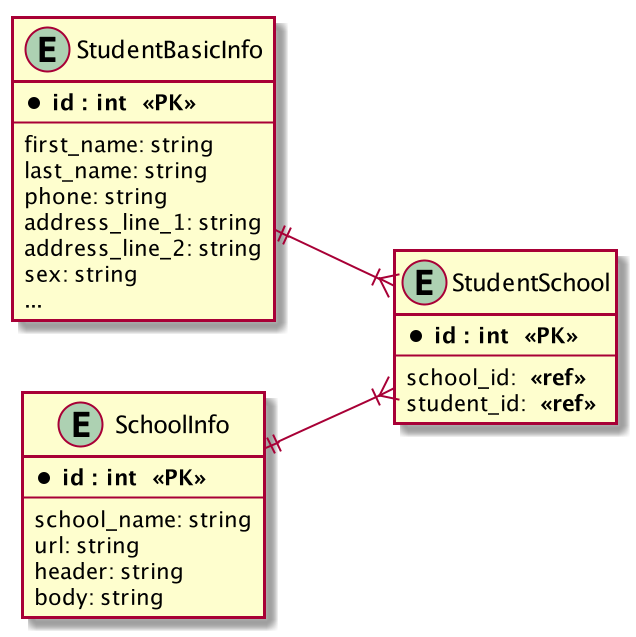 E StudentBasicInfo
id : int «PK»
first_name: string
last_name: string
phone: string
address_line_1: string
address_line_2: string
sex: string
...
E StudentSchool
id : int «PK»
school_id: «ref»
student_id: «ref»
E SchoolInfo
id : int «PK»
school_name: string
url: string
header: string
body: string